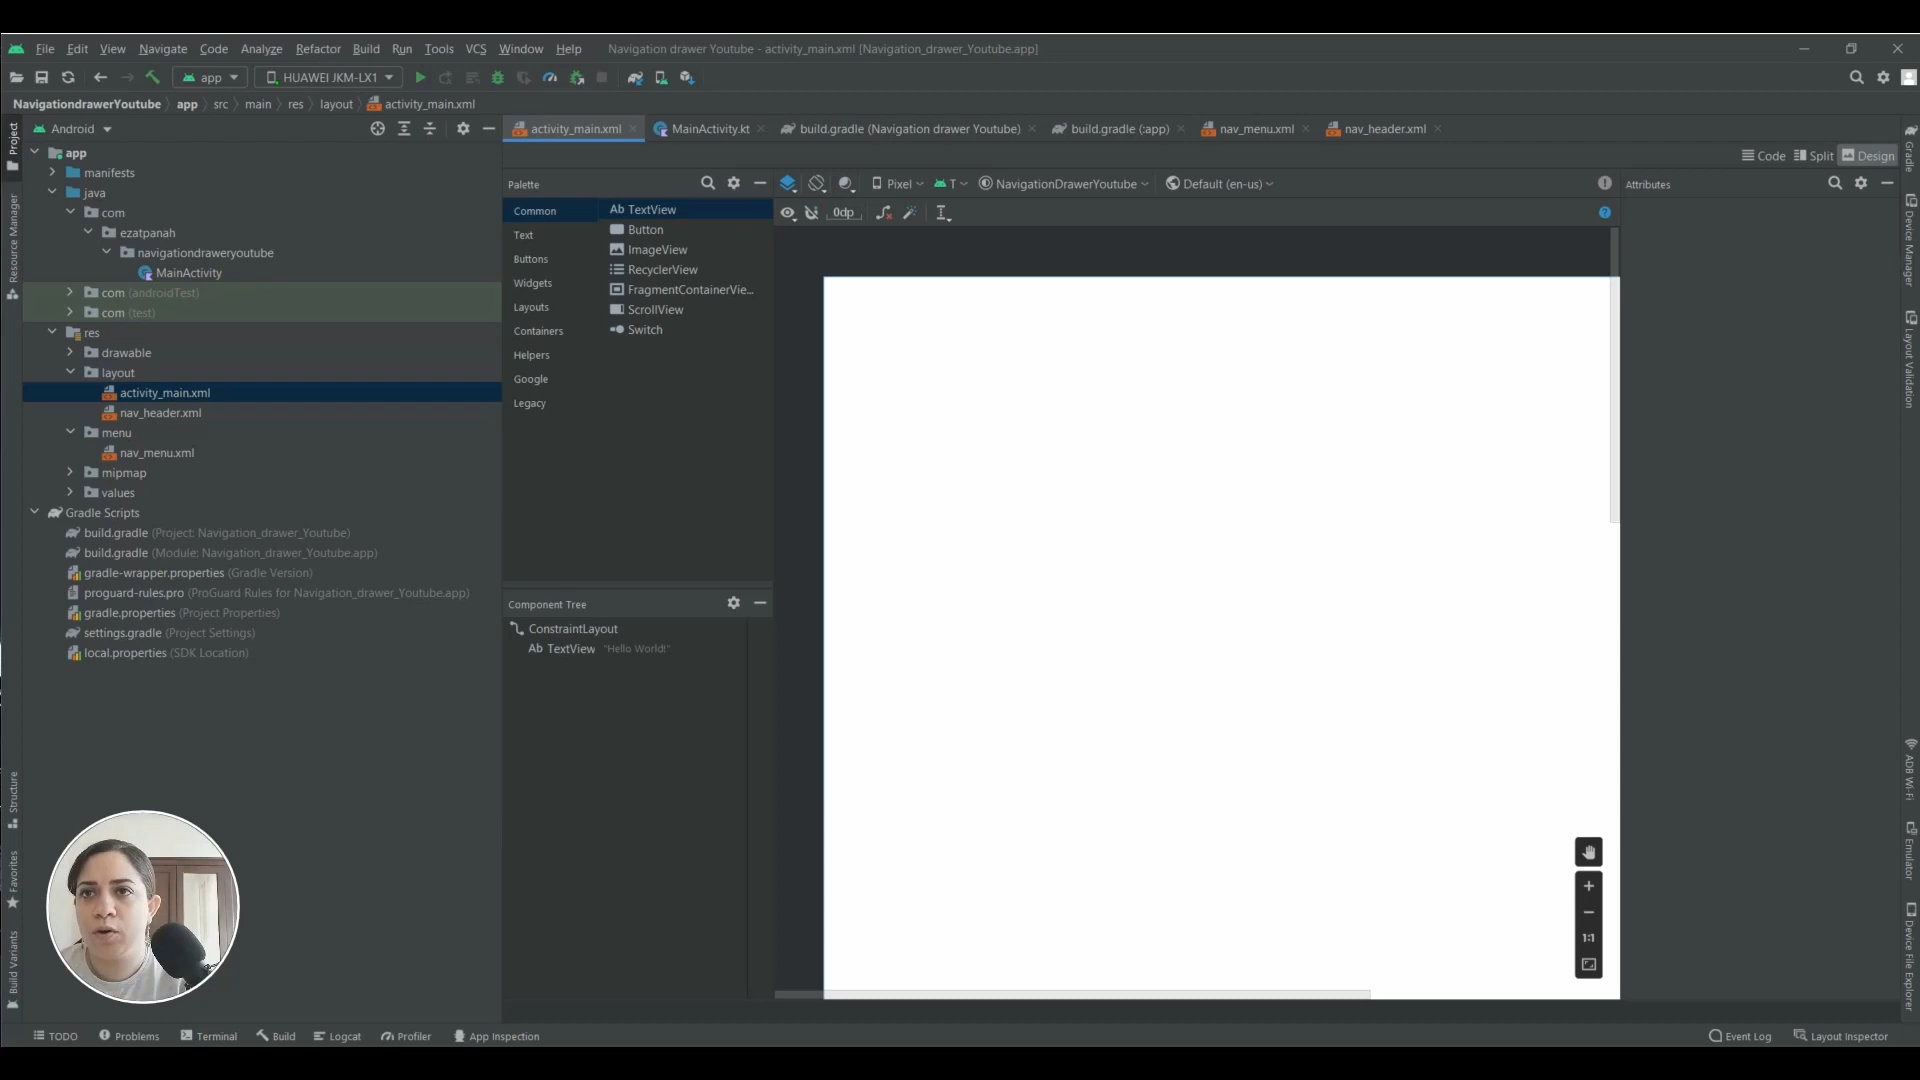 File Edit View Navigate Code Analyze Refactor Build Run Tools VCS Window Help Navigation drawer Youtube - activity_main.xml [Navigation_drawer_Youtube.app]
app HUAWEI JKM-LX1
NavigationdrawerYoutube app src main res layout activity_main.xml
Android
activity_main.xml MainActivity.kt build.gradle (Navigation drawer Youtube) build.gradle (:app) nav_menu.xml nav_header.xml
Code Split Design
Project
Resource Manager
Structure
Favorites
Build Variants
app
manifests
java
com
ezatpanah
navigationdraweryoutube
MainActivity
com (androidTest)
com (test)
res
drawable
layout
activity_main.xml
nav_header.xml
menu
nav_menu.xml
mipmap
values
Gradle Scripts
build.gradle (Project: Navigation_drawer_Youtube)
build.gradle (Module: Navigation_drawer_Youtube.app)
gradle-wrapper.properties (Gradle Version)
proguard-rules.pro (ProGuard Rules for Navigation_drawer_Youtube.app)
gradle.properties (Project Properties)
settings.gradle (Project Settings)
local.properties (SDK Location)
Palette
Common
Text
Buttons
Widgets
Layouts
Containers
Helpers
Google
Legacy
Ab TextView
Button
ImageView
RecyclerView
FragmentContainerVie...
ScrollView
Switch
Component Tree
ConstraintLayout
Ab TextView "Hello World!"
Pixel T NavigationDrawerYoutube Default (en-us)
0dp
1:1
Attributes
Gradle
Device Manager
Layout Validation
ADB Wi-Fi
Emulator
Device File Explorer
TODO Problems Terminal Build Logcat Profiler App Inspection Event Log Layout Inspector